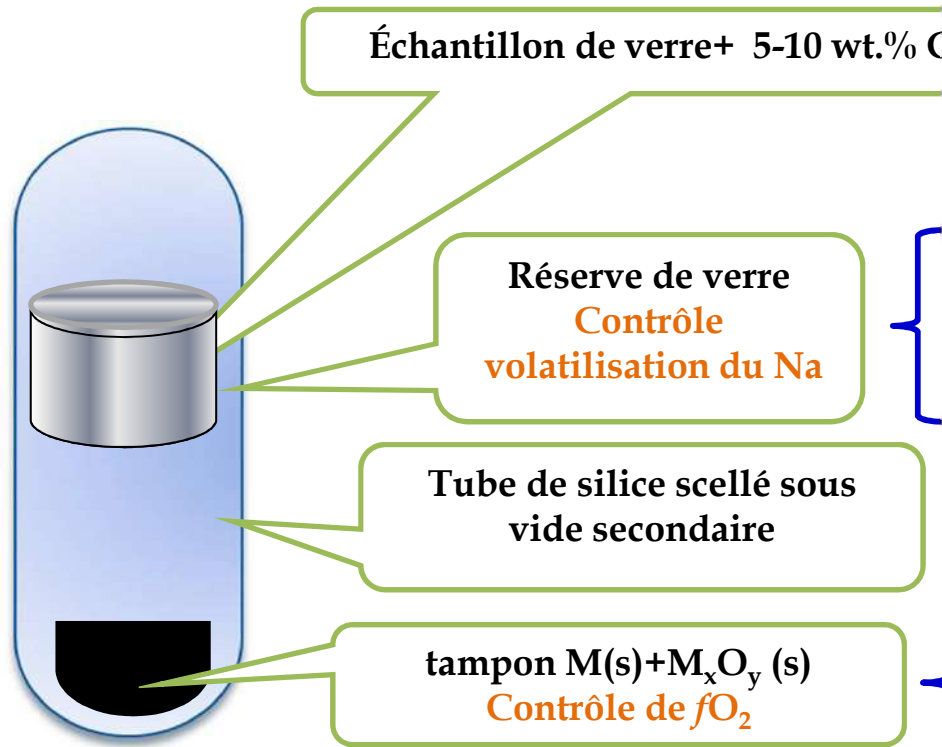 Échantillon de verre+ 5-10 wt.%
Réserve de verre
Contrôle
volatilisation du Na
Tube de silice scellé sous
vide secondaire
tampon M(s)+MₓOᵧ (s)
Contrôle de fO₂